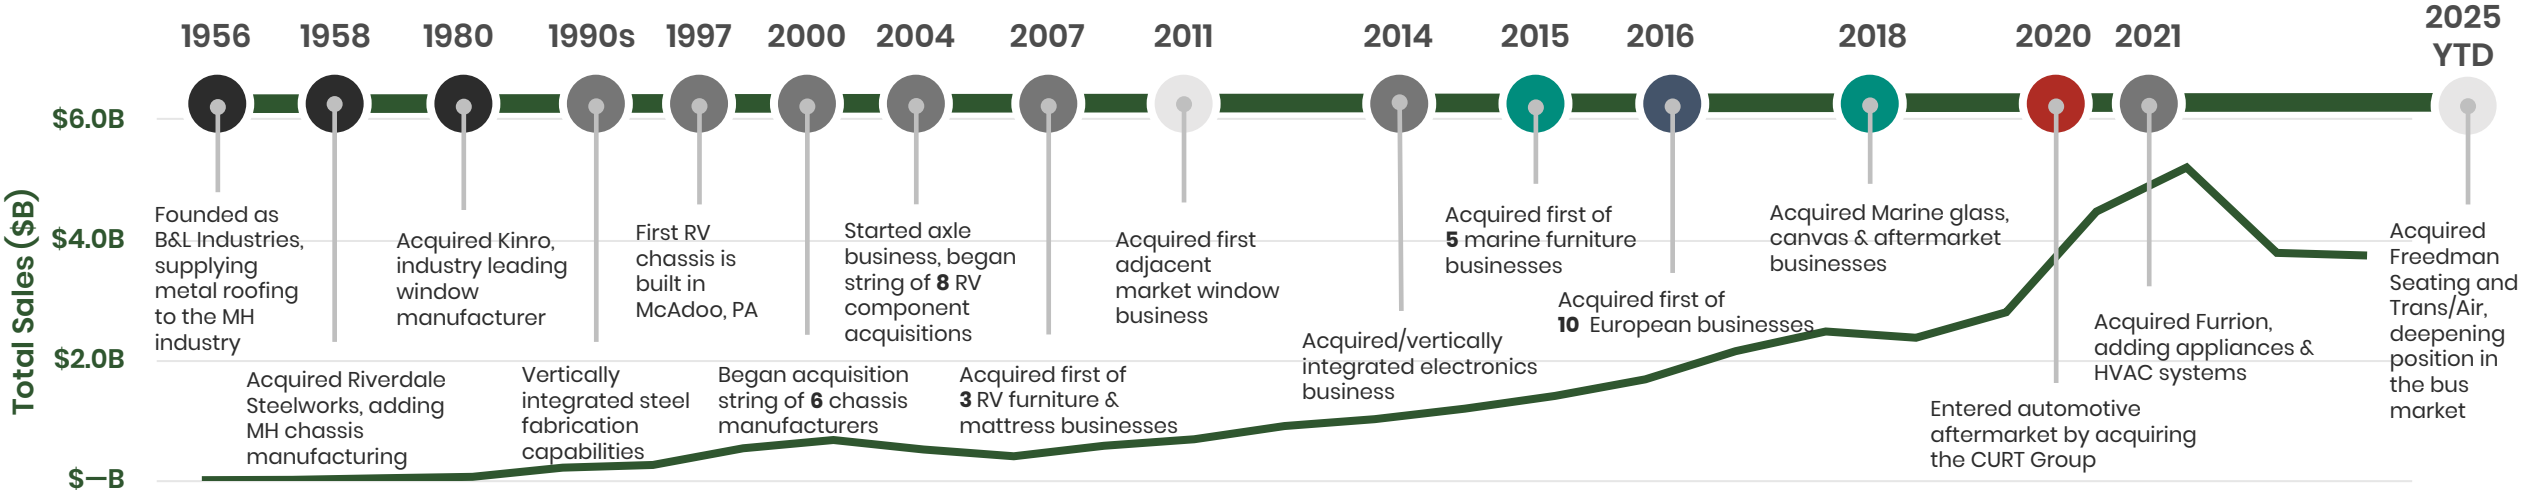 1956
1958
1980
1990s
1997
2000
2004
2007
2011
2014
2015
2016
2018
2020
2021
2025
YTD
Total Sales ($B)
$6.0B
$4.0B
$2.0B
$—B
Founded as
B&L Industries,
supplying
metal roofing
to the MH
industry
Acquired Riverdale
Steelworks, adding
MH chassis
manufacturing
Acquired Kinro,
industry leading
window
manufacturer
Vertically
integrated steel
fabrication
capabilities
First RV
chassis is
built in
McAdoo, PA
Began acquisition
string of 6 chassis
manufacturers
Started axle
business, began
string of 8 RV
component
acquisitions
Acquired first of
3 RV furniture &
mattress businesses
Acquired first
adjacent
market window
business
Acquired/vertically
integrated electronics
business
Acquired first of
5 marine furniture
businesses
Acquired first of
10 European businesses
Acquired Marine glass,
canvas & aftermarket
businesses
Entered automotive
aftermarket by acquiring
the CURT Group
Acquired Furrion,
adding appliances &
HVAC systems
Acquired
Freedman
Seating and
Trans/Air,
deepening
position in
the bus
market